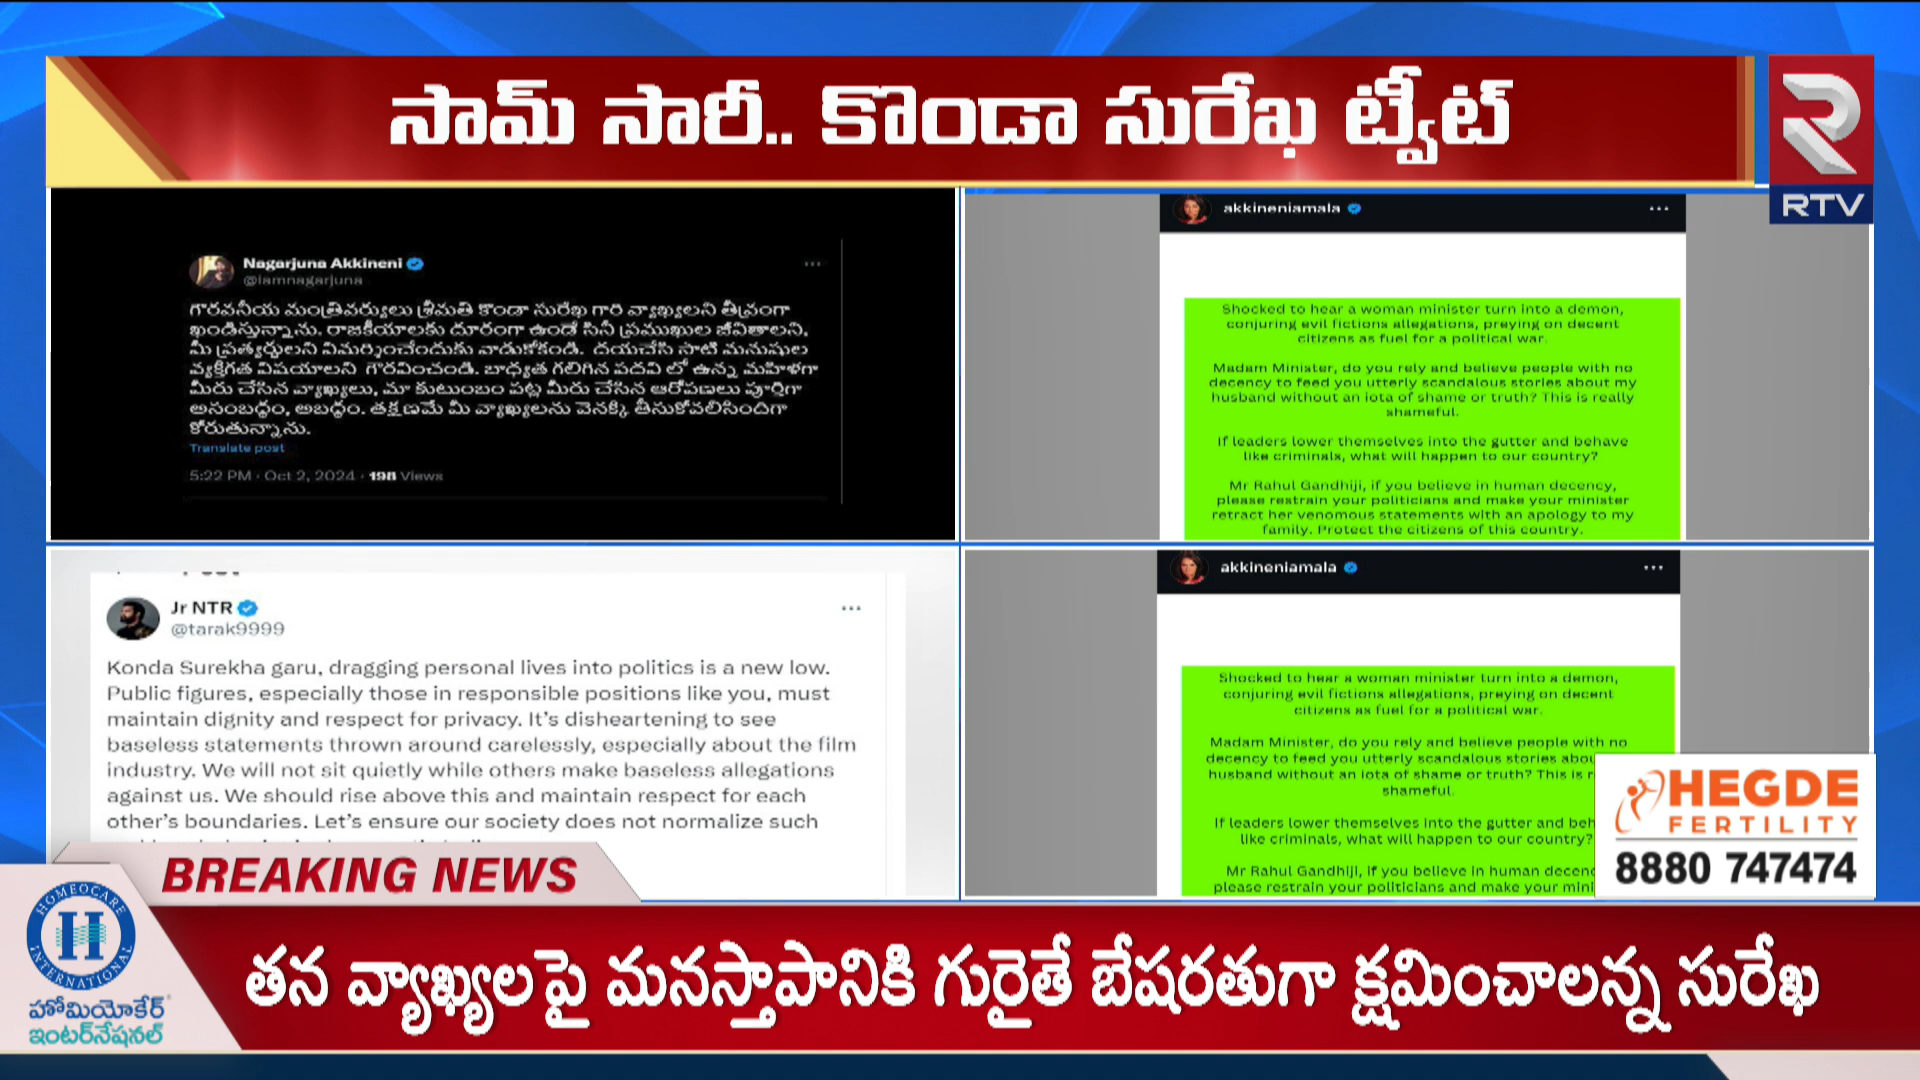 సామ్ సారీ.. కొండా సురేఖ ట్వీట్
RTV
Nagarjuna Akkineni
@iamnagarjuna
గౌరవనీయ మంత్రివర్యులు శ్రీమతి కొండా సురేఖ గారి వ్యాఖ్యలని తీవ్రంగా
ఖండిస్తున్నాను. రాజకీయాలకు దూరంగా ఉండే సినీ ప్రముఖుల జీవితాలని,
మీ ప్రత్యర్థులని విమర్శించేందుకు వాడుకోకండి. దయచేసి సాటి మనుషుల
వ్యక్తిగత విషయాలని గౌరవించండి. బాధ్యత గలిగిన పదవి లో ఉన్న మహిళగా
మీరు చేసిన వ్యాఖ్యలు, మా కుటుంబం పట్ల మీరు చేసిన ఆరోపణలు పూర్తిగా
అసంబద్ధం, అబద్ధం. తక్షణమే మీ వ్యాఖ్యలను వెనక్కి తీసుకోవలిసిందిగా
కోరుతున్నాను.
Translate post
5:22 PM · Oct 2, 2024 · 198 Views
akkineniamala
Shocked to hear a woman minister turn into a demon,
conjuring evil fictions allegations, preying on decent
citizens as fuel for a political war.
Madam Minister, do you rely and believe people with no
decency to feed you utterly scandalous stories about my
husband without an iota of shame or truth? This is really
shameful.
If leaders lower themselves into the gutter and behave
like criminals, what will happen to our country?
Mr Rahul Gandhiji, if you believe in human decency,
please restrain your politicians and make your minister
retract her venomous statements with an apology to my
family. Protect the citizens of this country.
Jr NTR
@tarak9999
Konda Surekha garu, dragging personal lives into politics is a new low.
Public figures, especially those in responsible positions like you, must
maintain dignity and respect for privacy. It's disheartening to see
baseless statements thrown around carelessly, especially about the film
industry. We will not sit quietly while others make baseless allegations
against us. We should rise above this and maintain respect for each
other's boundaries. Let's ensure our society does not normalize such
akkineniamala
Shocked to hear a woman minister turn into a demon,
conjuring evil fictions allegations, preying on decent
citizens as fuel for a political war.
Madam Minister, do you rely and believe people with no
decency to feed you utterly scandalous stories abou
husband without an iota of shame or truth? This is r
shameful.
If leaders lower themselves into the gutter and beh
like criminals, what will happen to our country?
Mr Rahul Gandhiji, if you believe in human decenc
please restrain your politicians and make your mini
HEGDE
FERTILITY
8880 747474
BREAKING NEWS
HOMEOCARE
H
INTERNATIONAL
హోమియోకేర్
ఇంటర్నేషనల్
తన వ్యాఖ్యలపై మనస్తాపానికి గురైతే బేషరతుగా క్షమించాలన్న సురేఖ